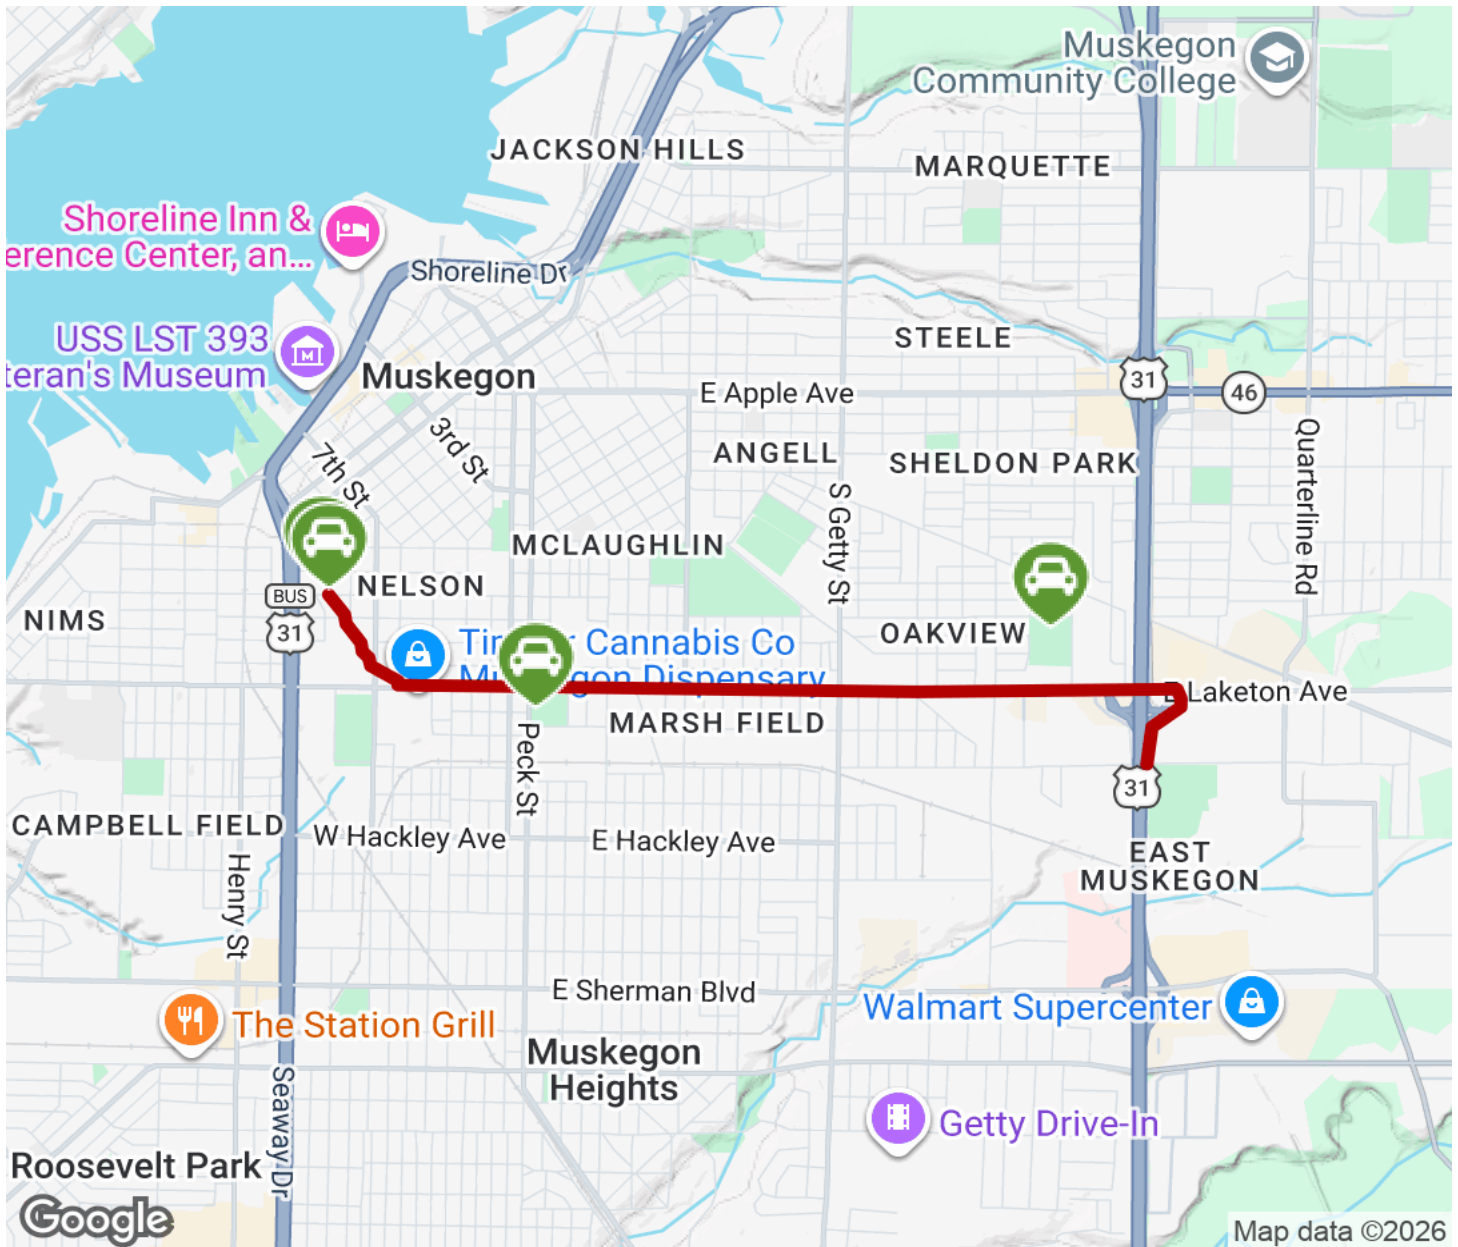 Muskegon
Community College
JACKSON HILLS
MARQUETTE
Shoreline Inn &
erence Center, an...
Shoreline Dr
USS LST 393
teran's Museum
STEELE
Muskegon
31
46
E Apple Ave
3rd St
7th St
ANGELL
SHELDON PARK
Quarterline Rd
S Getty St
MCLAUGHLIN
NELSON
BUS
31
NIMS
OAKVIEW
Cannabis Co
Dispensary
E Laketon Ave
MARSH FIELD
Peck St
31
CAMPBELL FIELD
W Hackley Ave
E Hackley Ave
EAST
MUSKEGON
Henry St
E Sherman Blvd
Walmart Supercenter
The Station Grill
Muskegon
Heights
Seaway Dr
Getty Drive-In
Roosevelt Park
Google
Map data ©2026